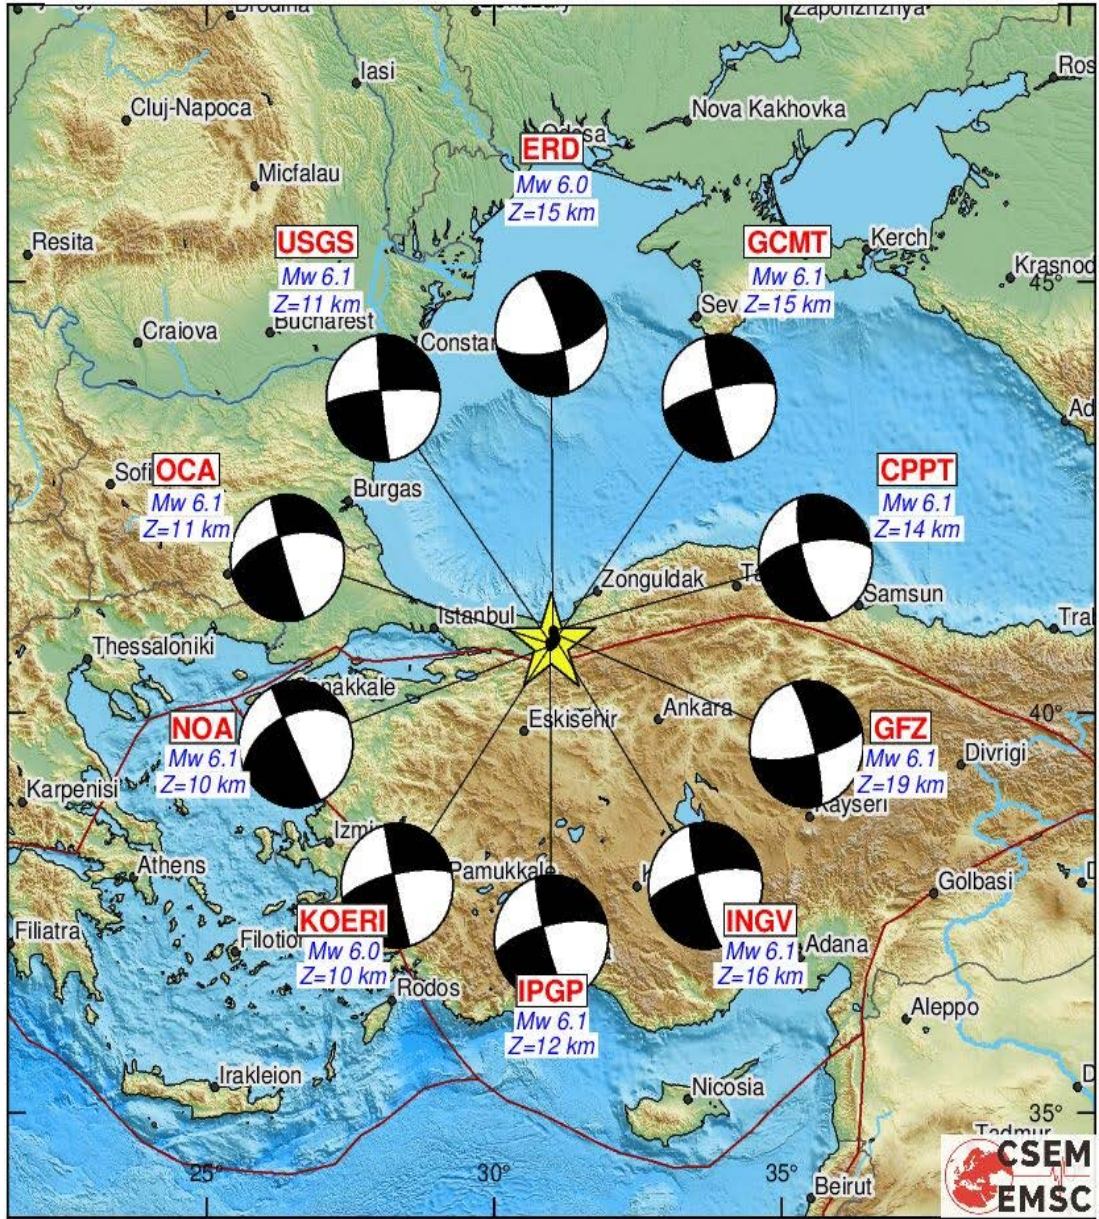 Zaporizhzhya
Iasi
Ros
Cluj-Napoca
Nova Kakhovka
Odesa
ERD
Mw 6.0
Z=15 km
Micfalau
Resita
USGS
Mw 6.1
Z=11 km
GCMT
Mw 6.1
Z=15 km
Kerch
Krasnod
45°
Craiova
Bucharest
Constan
Sev
Ad
Sofi
OCA
Mw 6.1
Z=11 km
Burgas
CPPT
Mw 6.1
Z=14 km
Zonguldak
Samsun
Istanbul
Tra
Thessaloniki
Canakkale
NOA
Mw 6.1
Z=10 km
Eskisehir
Ankara
GFZ
Mw 6.1
Z=19 km
40°
Divrigi
Karpenisi
Kayseri
Izmi
Athens
Pamukkale
K
Golbasi
D
Filiatra
Filotion
KOERI
Mw 6.0
Z=10 km
INGV
Mw 6.1
Z=16 km
Adana
Rodos
IPGP
Mw 6.1
Z=12 km
Aleppo
Irakleion
Nicosia
D
35°
Tadmur
25°
30°
35°
Beirut
CSEM
EMSC